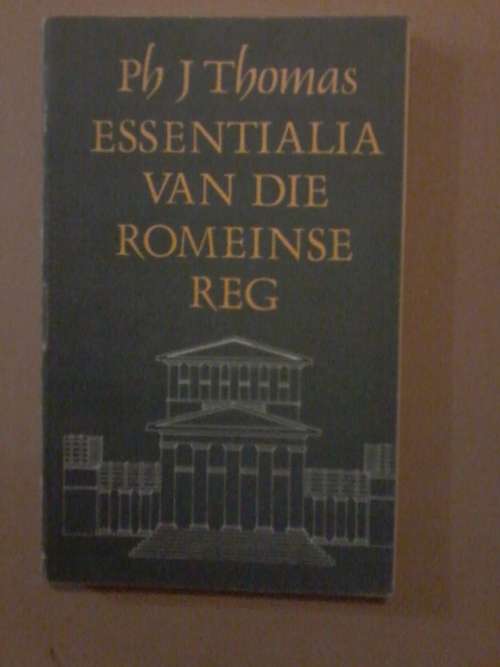 Ph J Thomas
ESSENTIALIA
VAN DIE
ROMEINSE
REG